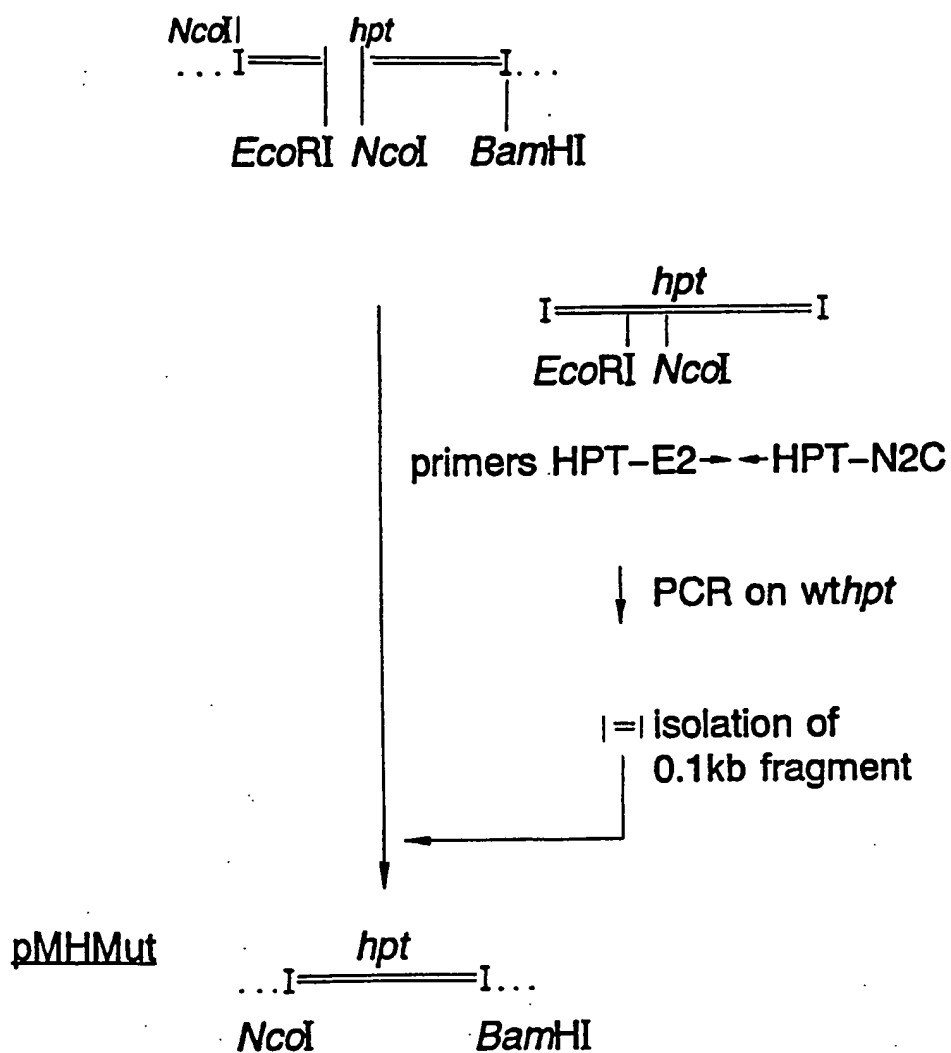 NcoI hpt
...I I...
EcoRI NcoI BamHI
hpt
I I
EcoRI NcoI
primers HPT-E2→ ←HPT-N2C
PCR on wthpt
isolation of
0.1kb fragment
pMHMut hpt
...I I...
NcoI BamHI